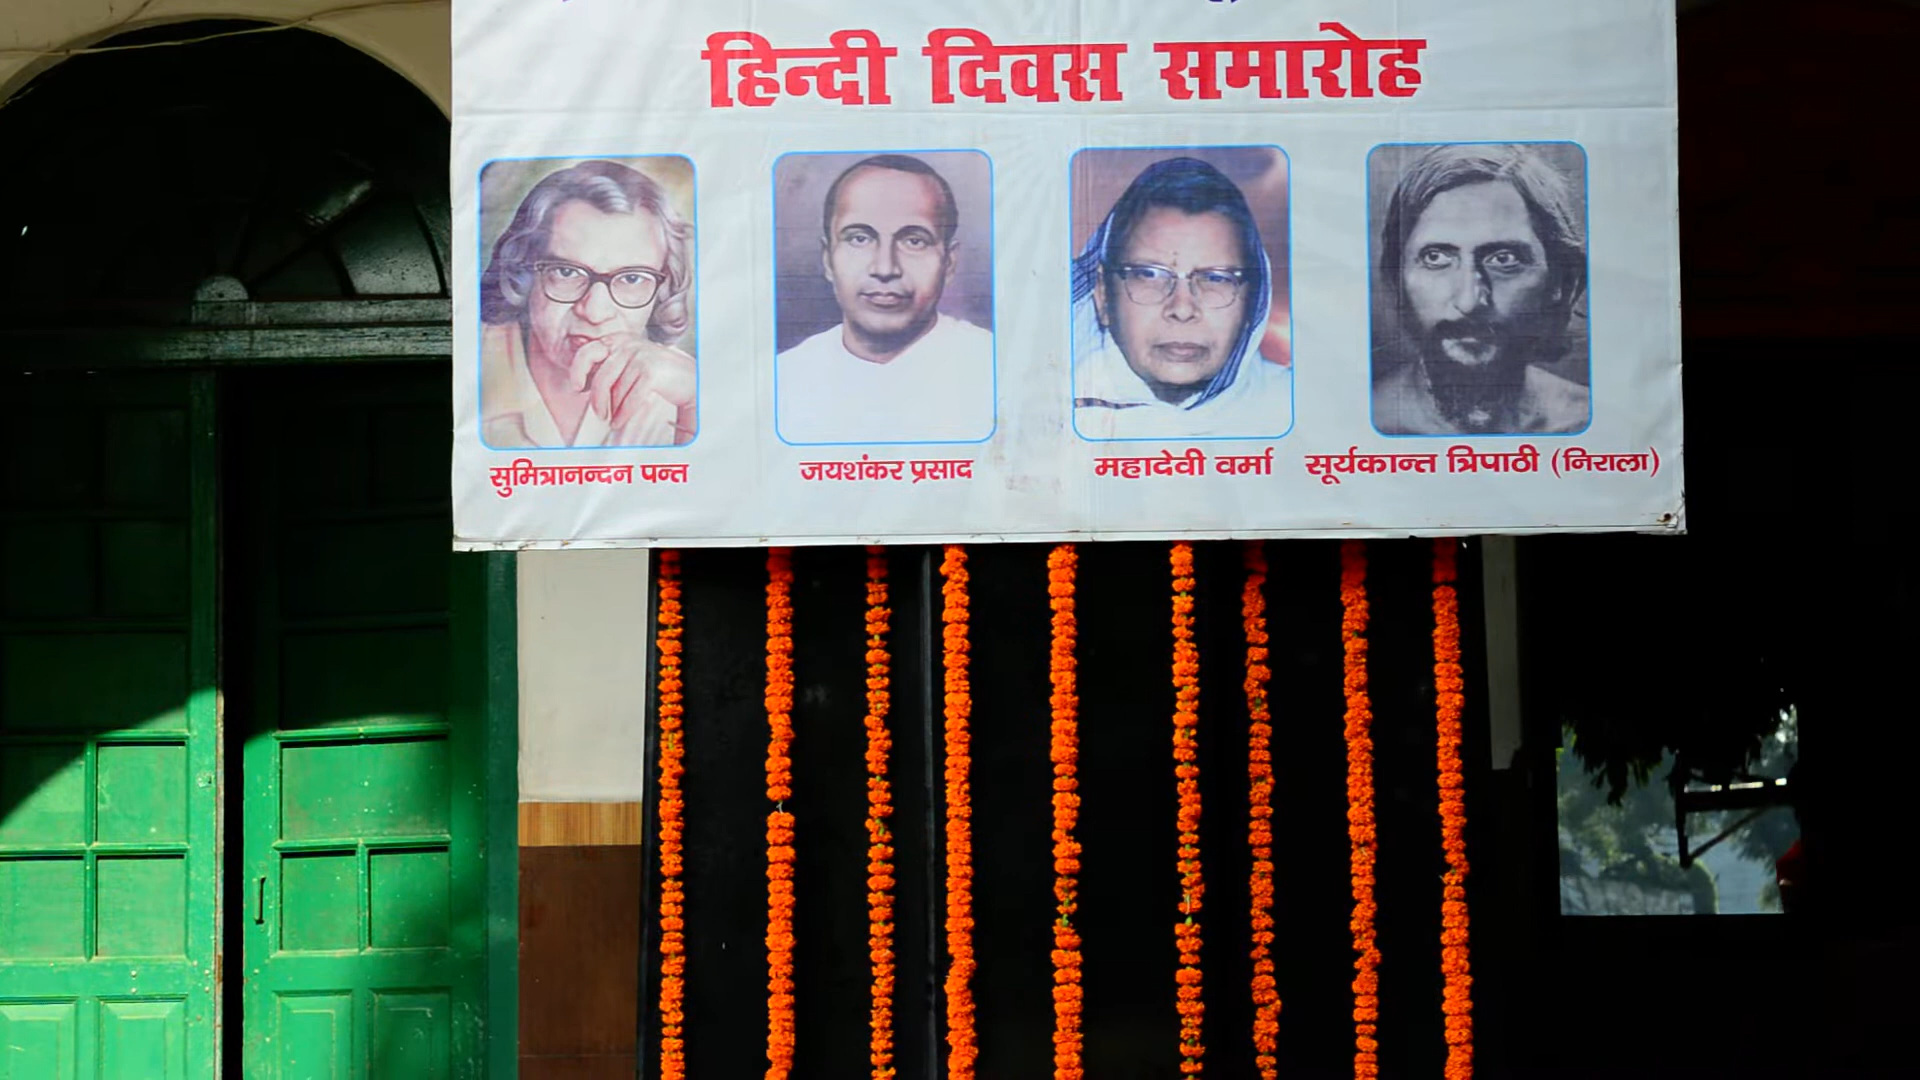 हिन्दी दिवस समारोह
सुमित्रानन्दन पन्त
जयशंकर प्रसाद
महादेवी वर्मा
सूर्यकान्त त्रिपाठी (निराला)